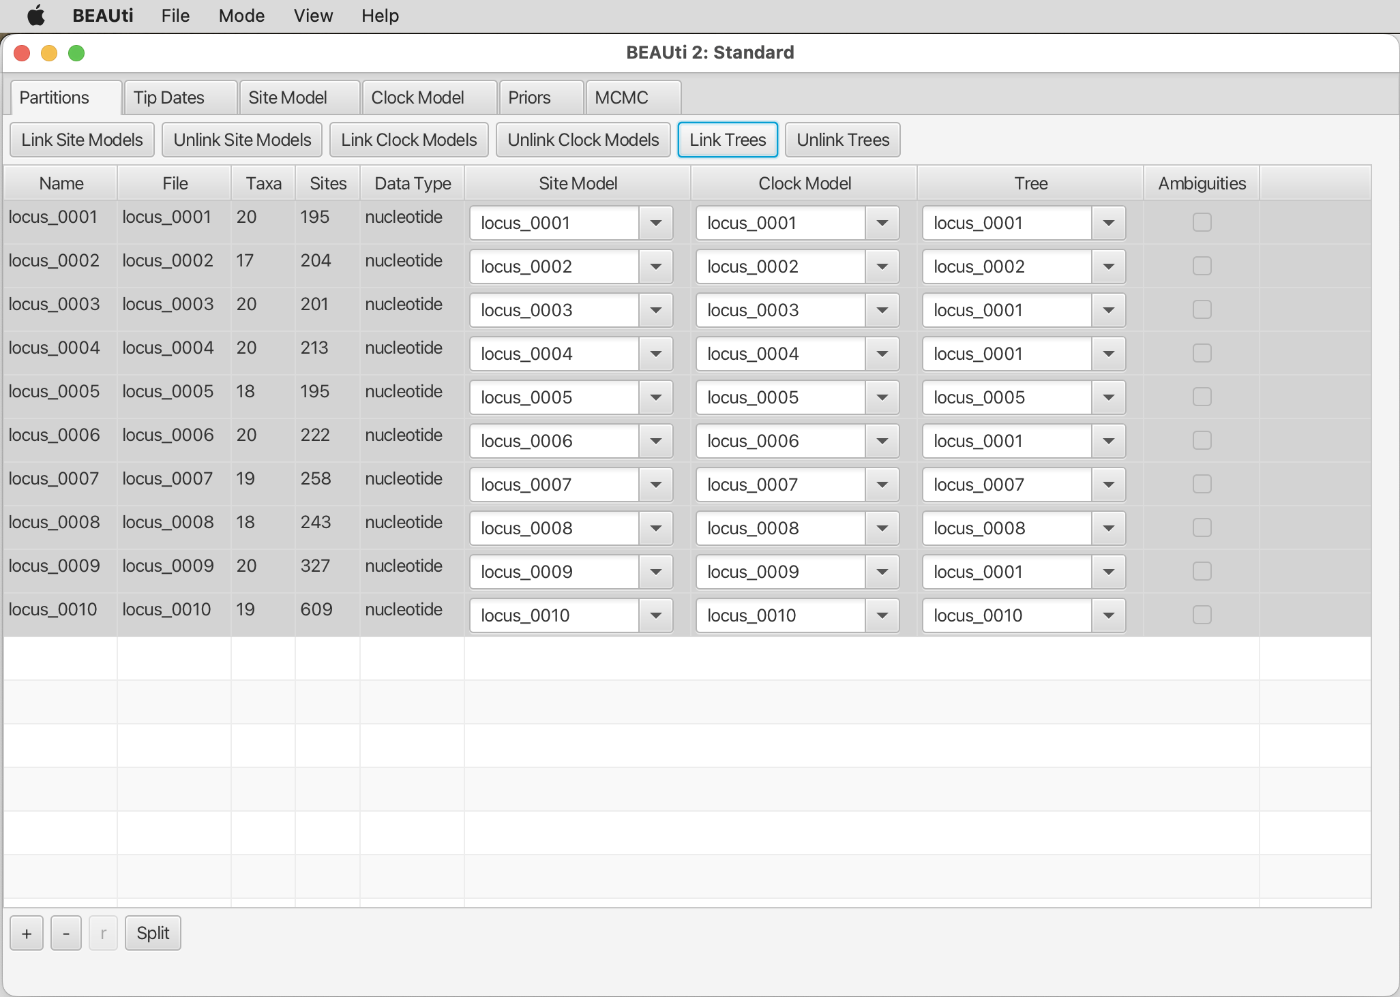 BEAUti File Mode View Help
BEAUti 2: Standard
Partitions Tip Dates Site Model Clock Model Priors MCMC
Link Site Models Unlink Site Models Link Clock Models Unlink Clock Models Link Trees Unlink Trees
Name File Taxa Sites Data Type Site Model Clock Model Tree Ambiguities
locus_0001 locus_0001 20 195 nucleotide locus_0001 locus_0001 locus_0001
locus_0002 locus_0002 17 204 nucleotide locus_0002 locus_0002 locus_0002
locus_0003 locus_0003 20 201 nucleotide locus_0003 locus_0003 locus_0001
locus_0004 locus_0004 20 213 nucleotide locus_0004 locus_0004 locus_0001
locus_0005 locus_0005 18 195 nucleotide locus_0005 locus_0005 locus_0005
locus_0006 locus_0006 20 222 nucleotide locus_0006 locus_0006 locus_0001
locus_0007 locus_0007 19 258 nucleotide locus_0007 locus_0007 locus_0007
locus_0008 locus_0008 18 243 nucleotide locus_0008 locus_0008 locus_0008
locus_0009 locus_0009 20 327 nucleotide locus_0009 locus_0009 locus_0001
locus_0010 locus_0010 19 609 nucleotide locus_0010 locus_0010 locus_0010
+ - r Split